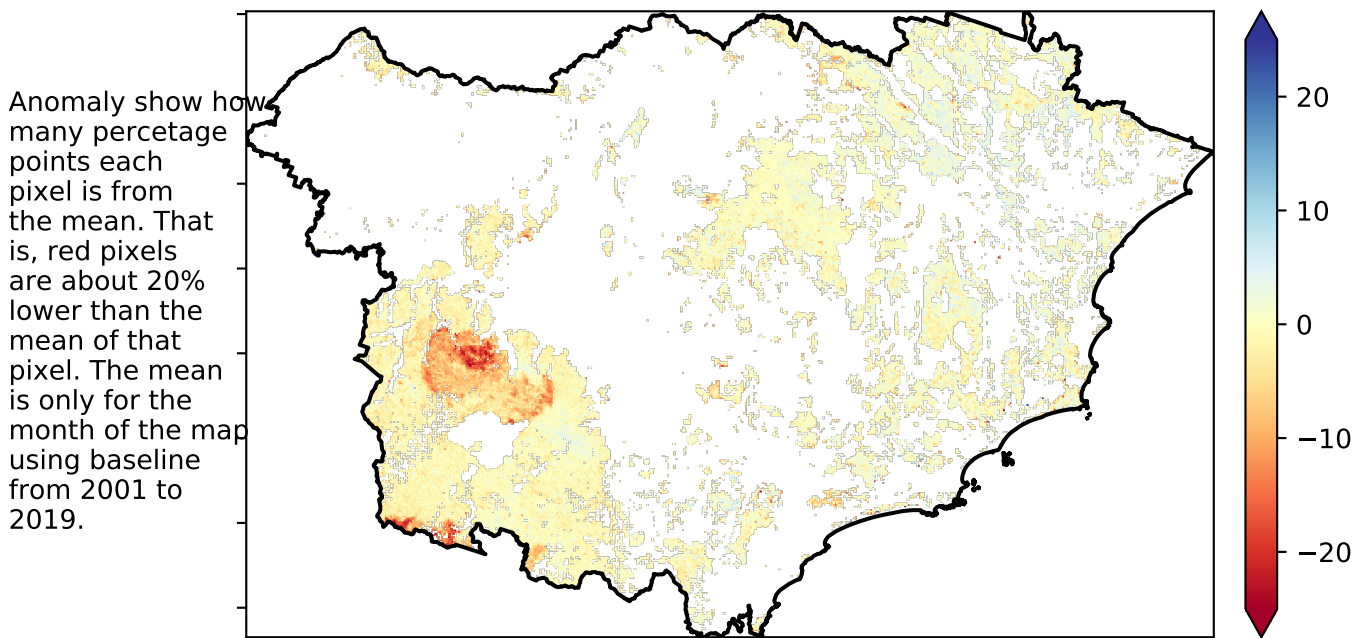 Anomaly show how
many percetage
points each
pixel is from
the mean. That
is, red pixels
are about 20%
lower than the
mean of that
pixel. The mean
is only for the
month of the map
using baseline
from 2001 to
2019.
20
10
0
−10
−20